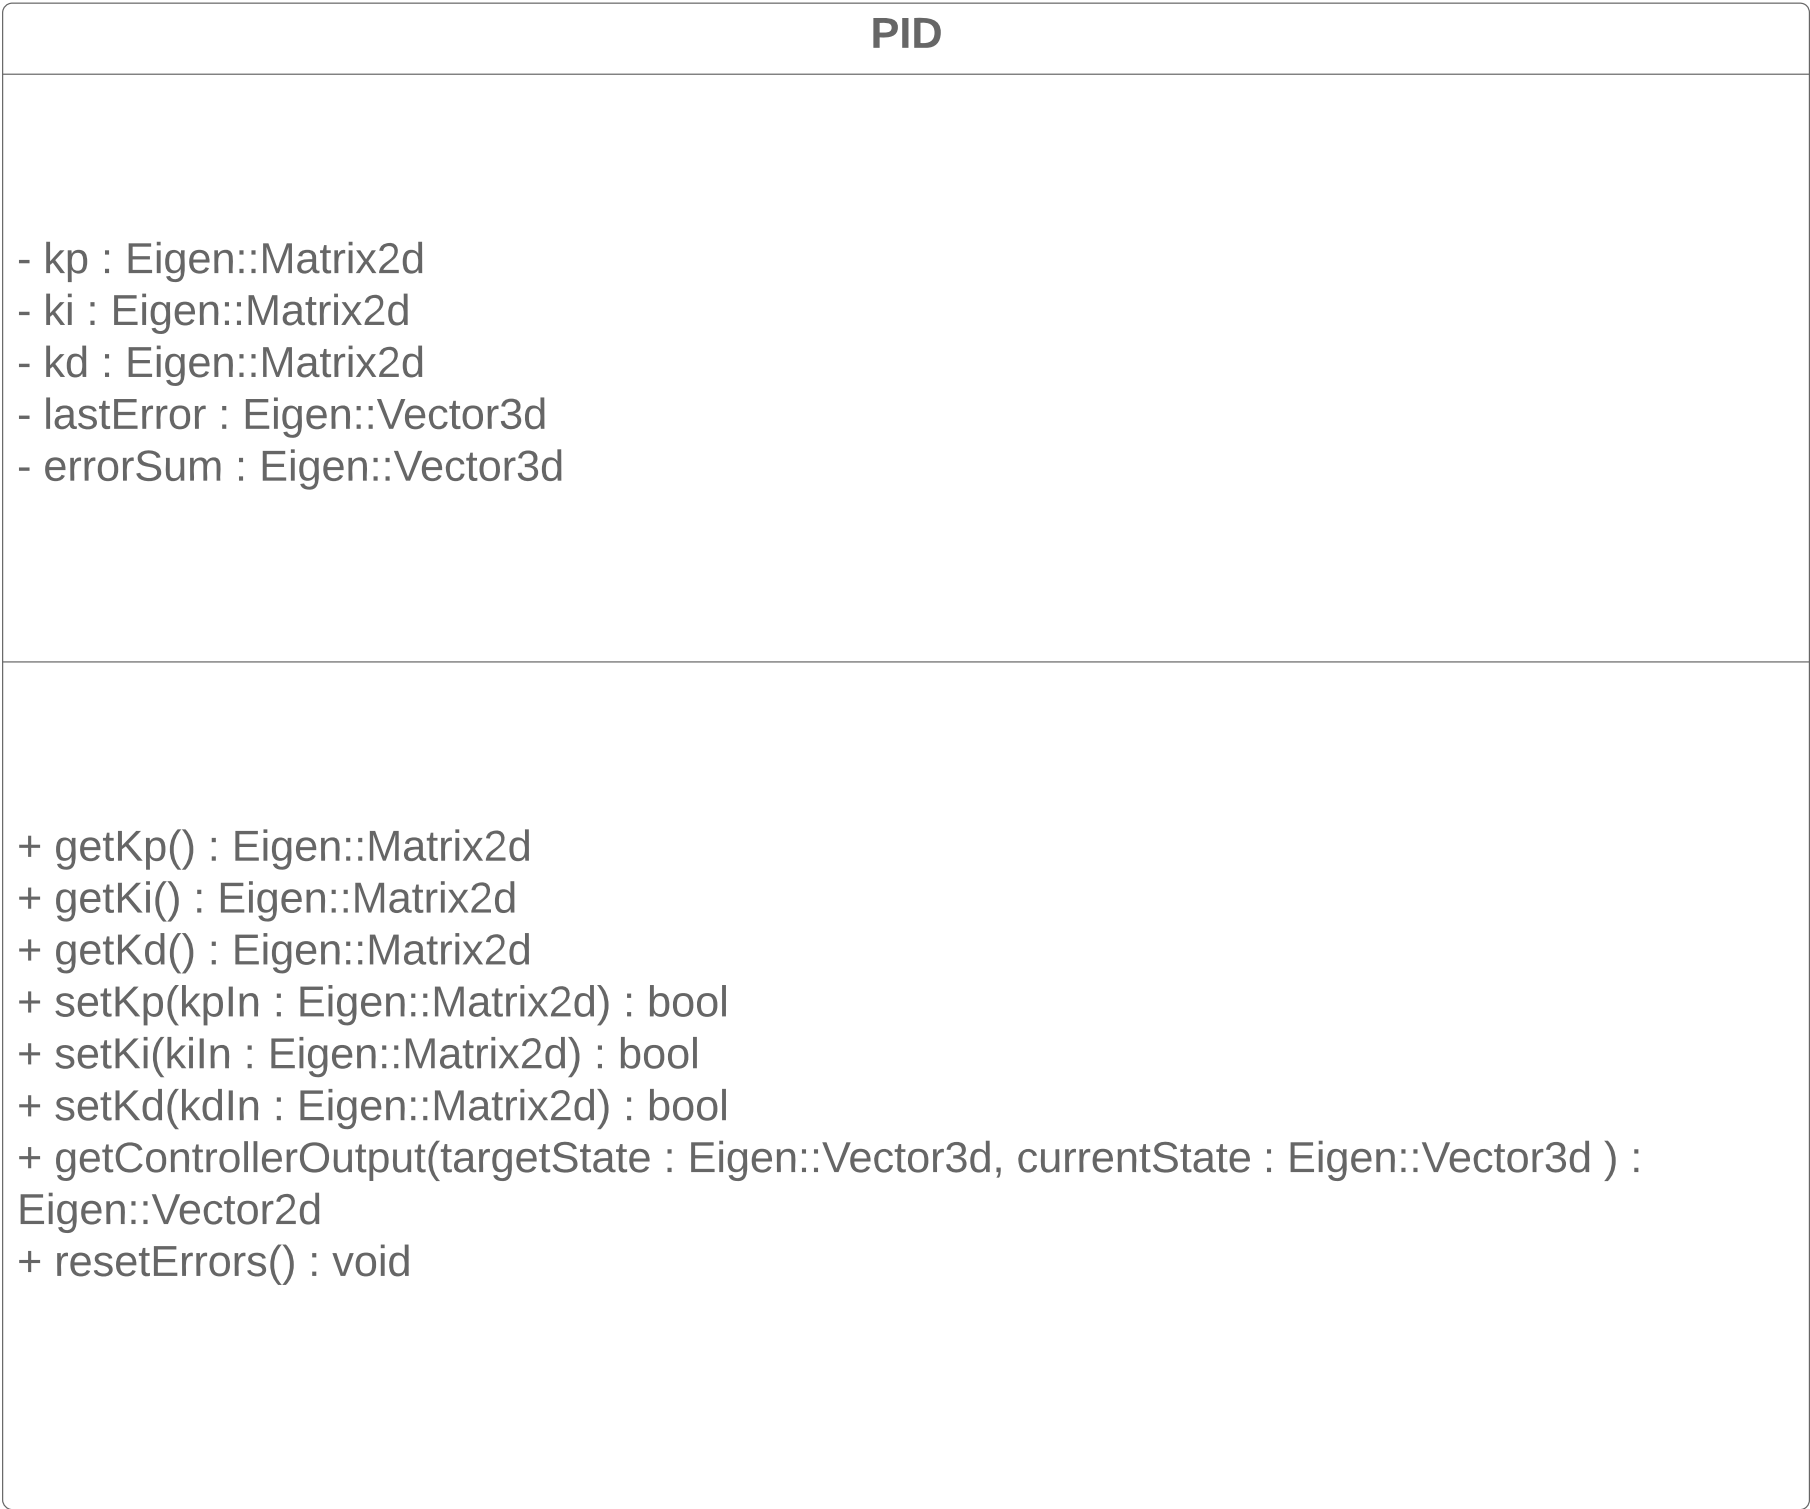 PID
- kp : Eigen::Matrix2d
- ki : Eigen::Matrix2d
- kd : Eigen::Matrix2d
- lastError : Eigen::Vector3d
- errorSum : Eigen::Vector3d
+ getKp() : Eigen::Matrix2d
+ getKi() : Eigen::Matrix2d
+ getKd() : Eigen::Matrix2d
+ setKp(kpIn : Eigen::Matrix2d) : bool
+ setKi(kiIn : Eigen::Matrix2d) : bool
+ setKd(kdIn : Eigen::Matrix2d) : bool
+ getControllerOutput(targetState : Eigen::Vector3d, currentState : Eigen::Vector3d ) :
Eigen::Vector2d
+ resetErrors() : void